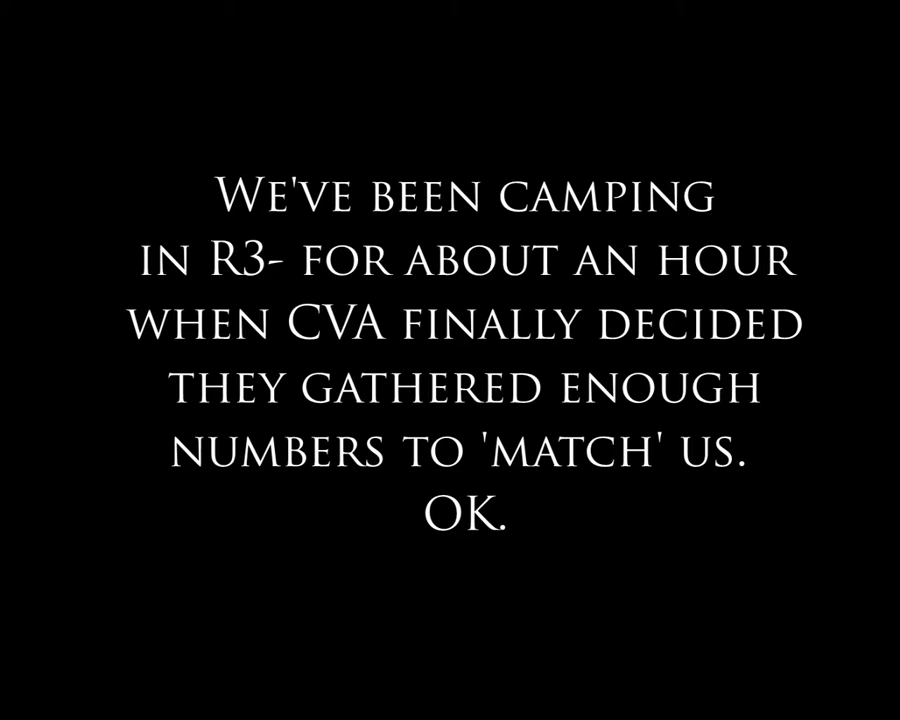 We've been camping
in R3- for about an hour
when CVA finally decided
they gathered enough
numbers to 'match' us.
OK.